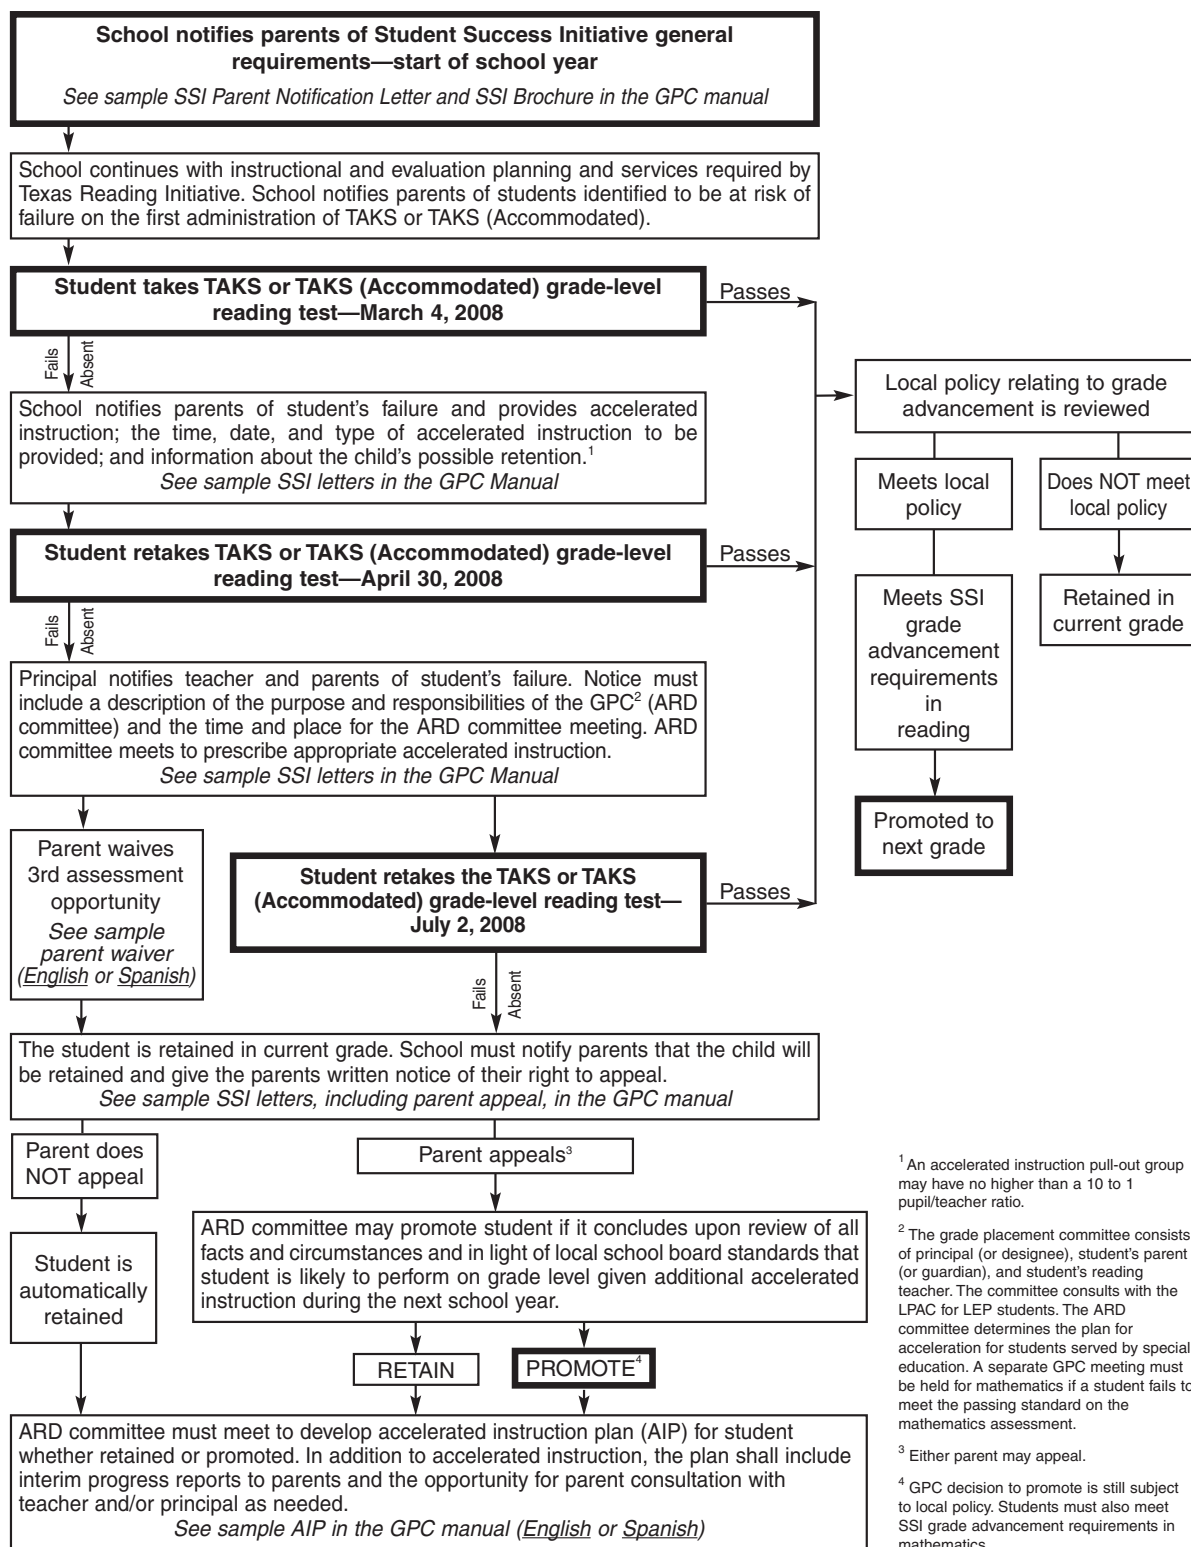 School notifies parents of Student Success Initiative general
requirements—start of school year
See sample SSI Parent Notification Letter and SSI Brochure in the GPC manual
School continues with instructional and evaluation planning and services required by
Texas Reading Initiative. School notifies parents of students identified to be at risk of
failure on the first administration of TAKS or TAKS (Accommodated).
Student takes TAKS or TAKS (Accommodated) grade-level
reading test—March 4, 2008
Passes
Fails
Absent
School notifies parents of student's failure and provides accelerated
instruction; the time, date, and type of accelerated instruction to be
provided; and information about the child's possible retention.1
See sample SSI letters in the GPC Manual
Student retakes TAKS or TAKS (Accommodated) grade-level
reading test—April 30, 2008
Passes
Fails
Absent
Principal notifies teacher and parents of student's failure. Notice must
include a description of the purpose and responsibilities of the GPC2 (ARD
committee) and the time and place for the ARD committee meeting. ARD
committee meets to prescribe appropriate accelerated instruction.
See sample SSI letters in the GPC Manual
Parent waives
3rd assessment
opportunity
See sample
parent waiver
(English or Spanish)
Student retakes the TAKS or TAKS
(Accommodated) grade-level reading test—
July 2, 2008
Passes
Fails
Absent
Local policy relating to grade
advancement is reviewed
Meets local
policy
Does NOT meet
local policy
Meets SSI
grade
advancement
requirements
in
reading
Retained in
current grade
Promoted to
next grade
The student is retained in current grade. School must notify parents that the child will
be retained and give the parents written notice of their right to appeal.
See sample SSI letters, including parent appeal, in the GPC manual
Parent does
NOT appeal
Parent appeals3
Student is
automatically
retained
ARD committee may promote student if it concludes upon review of all
facts and circumstances and in light of local school board standards that
student is likely to perform on grade level given additional accelerated
instruction during the next school year.
RETAIN
PROMOTE4
ARD committee must meet to develop accelerated instruction plan (AIP) for student
whether retained or promoted. In addition to accelerated instruction, the plan shall include
interim progress reports to parents and the opportunity for parent consultation with
teacher and/or principal as needed.
See sample AIP in the GPC manual (English or Spanish)
1 An accelerated instruction pull-out group
may have no higher than a 10 to 1
pupil/teacher ratio.
2 The grade placement committee consists
of principal (or designee), student's parent
(or guardian), and student's reading
teacher. The committee consults with the
LPAC for LEP students. The ARD
committee determines the plan for
acceleration for students served by special
education. A separate GPC meeting must
be held for mathematics if a student fails to
meet the passing standard on the
mathematics assessment.
3 Either parent may appeal.
4 GPC decision to promote is still subject
to local policy. Students must also meet
SSI grade advancement requirements in
mathematics